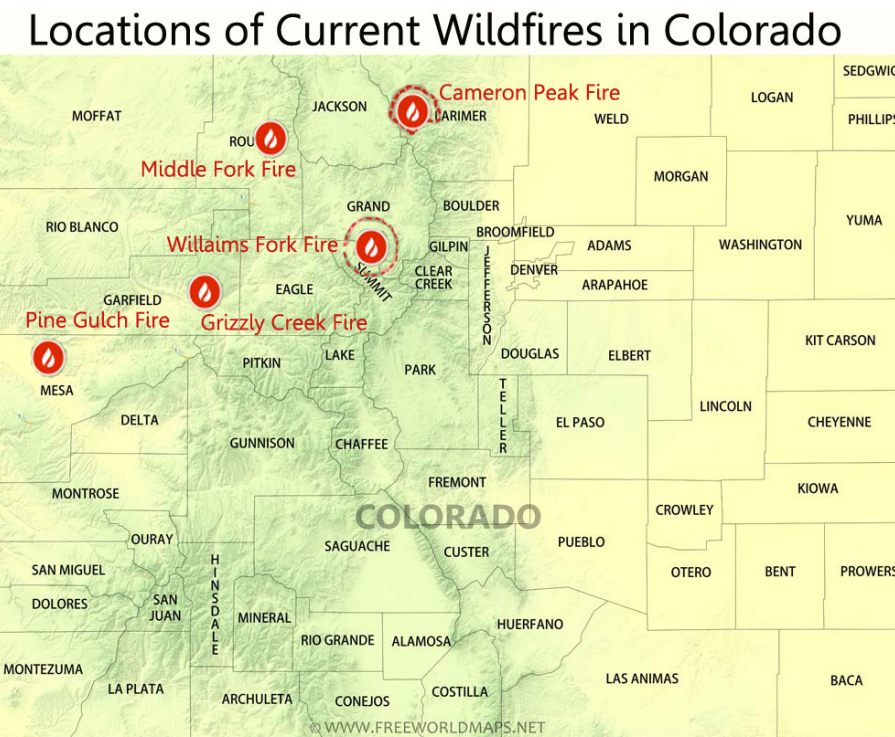 Locations of Current Wildfires in Colorado
SEDGWIC
Cameron Peak Fire
LOGAN
MOFFAT
JACKSON
LARIMER
WELD
PHILLIPS
ROU
Middle Fork Fire
MORGAN
GRAND
BOULDER
YUMA
RIO BLANCO
BROOMFIELD
Willaims Fork Fire
GILPIN
ADAMS
WASHINGTON
JEFFERSON
SUMMIT
CLEAR
CREEK
DENVER
ARAPAHOE
GARFIELD
EAGLE
Pine Gulch Fire
Grizzly Creek Fire
KIT CARSON
PITKIN
LAKE
DOUGLAS
ELBERT
PARK
MESA
TELLER
LINCOLN
DELTA
EL PASO
CHEYENNE
GUNNISON
CHAFFEE
FREMONT
MONTROSE
KIOWA
CROWLEY
COLORADO
OURAY
SAGUACHE
CUSTER
PUEBLO
SAN MIGUEL
HINSDALE
OTERO
BENT
PROWERS
DOLORES
SAN
JUAN
MINERAL
HUERFANO
RIO GRANDE
ALAMOSA
MONTEZUMA
LAS ANIMAS
BACA
LA PLATA
ARCHULETA
CONEJOS
COSTILLA
© WWW.FREEWORLDMAPS.NET